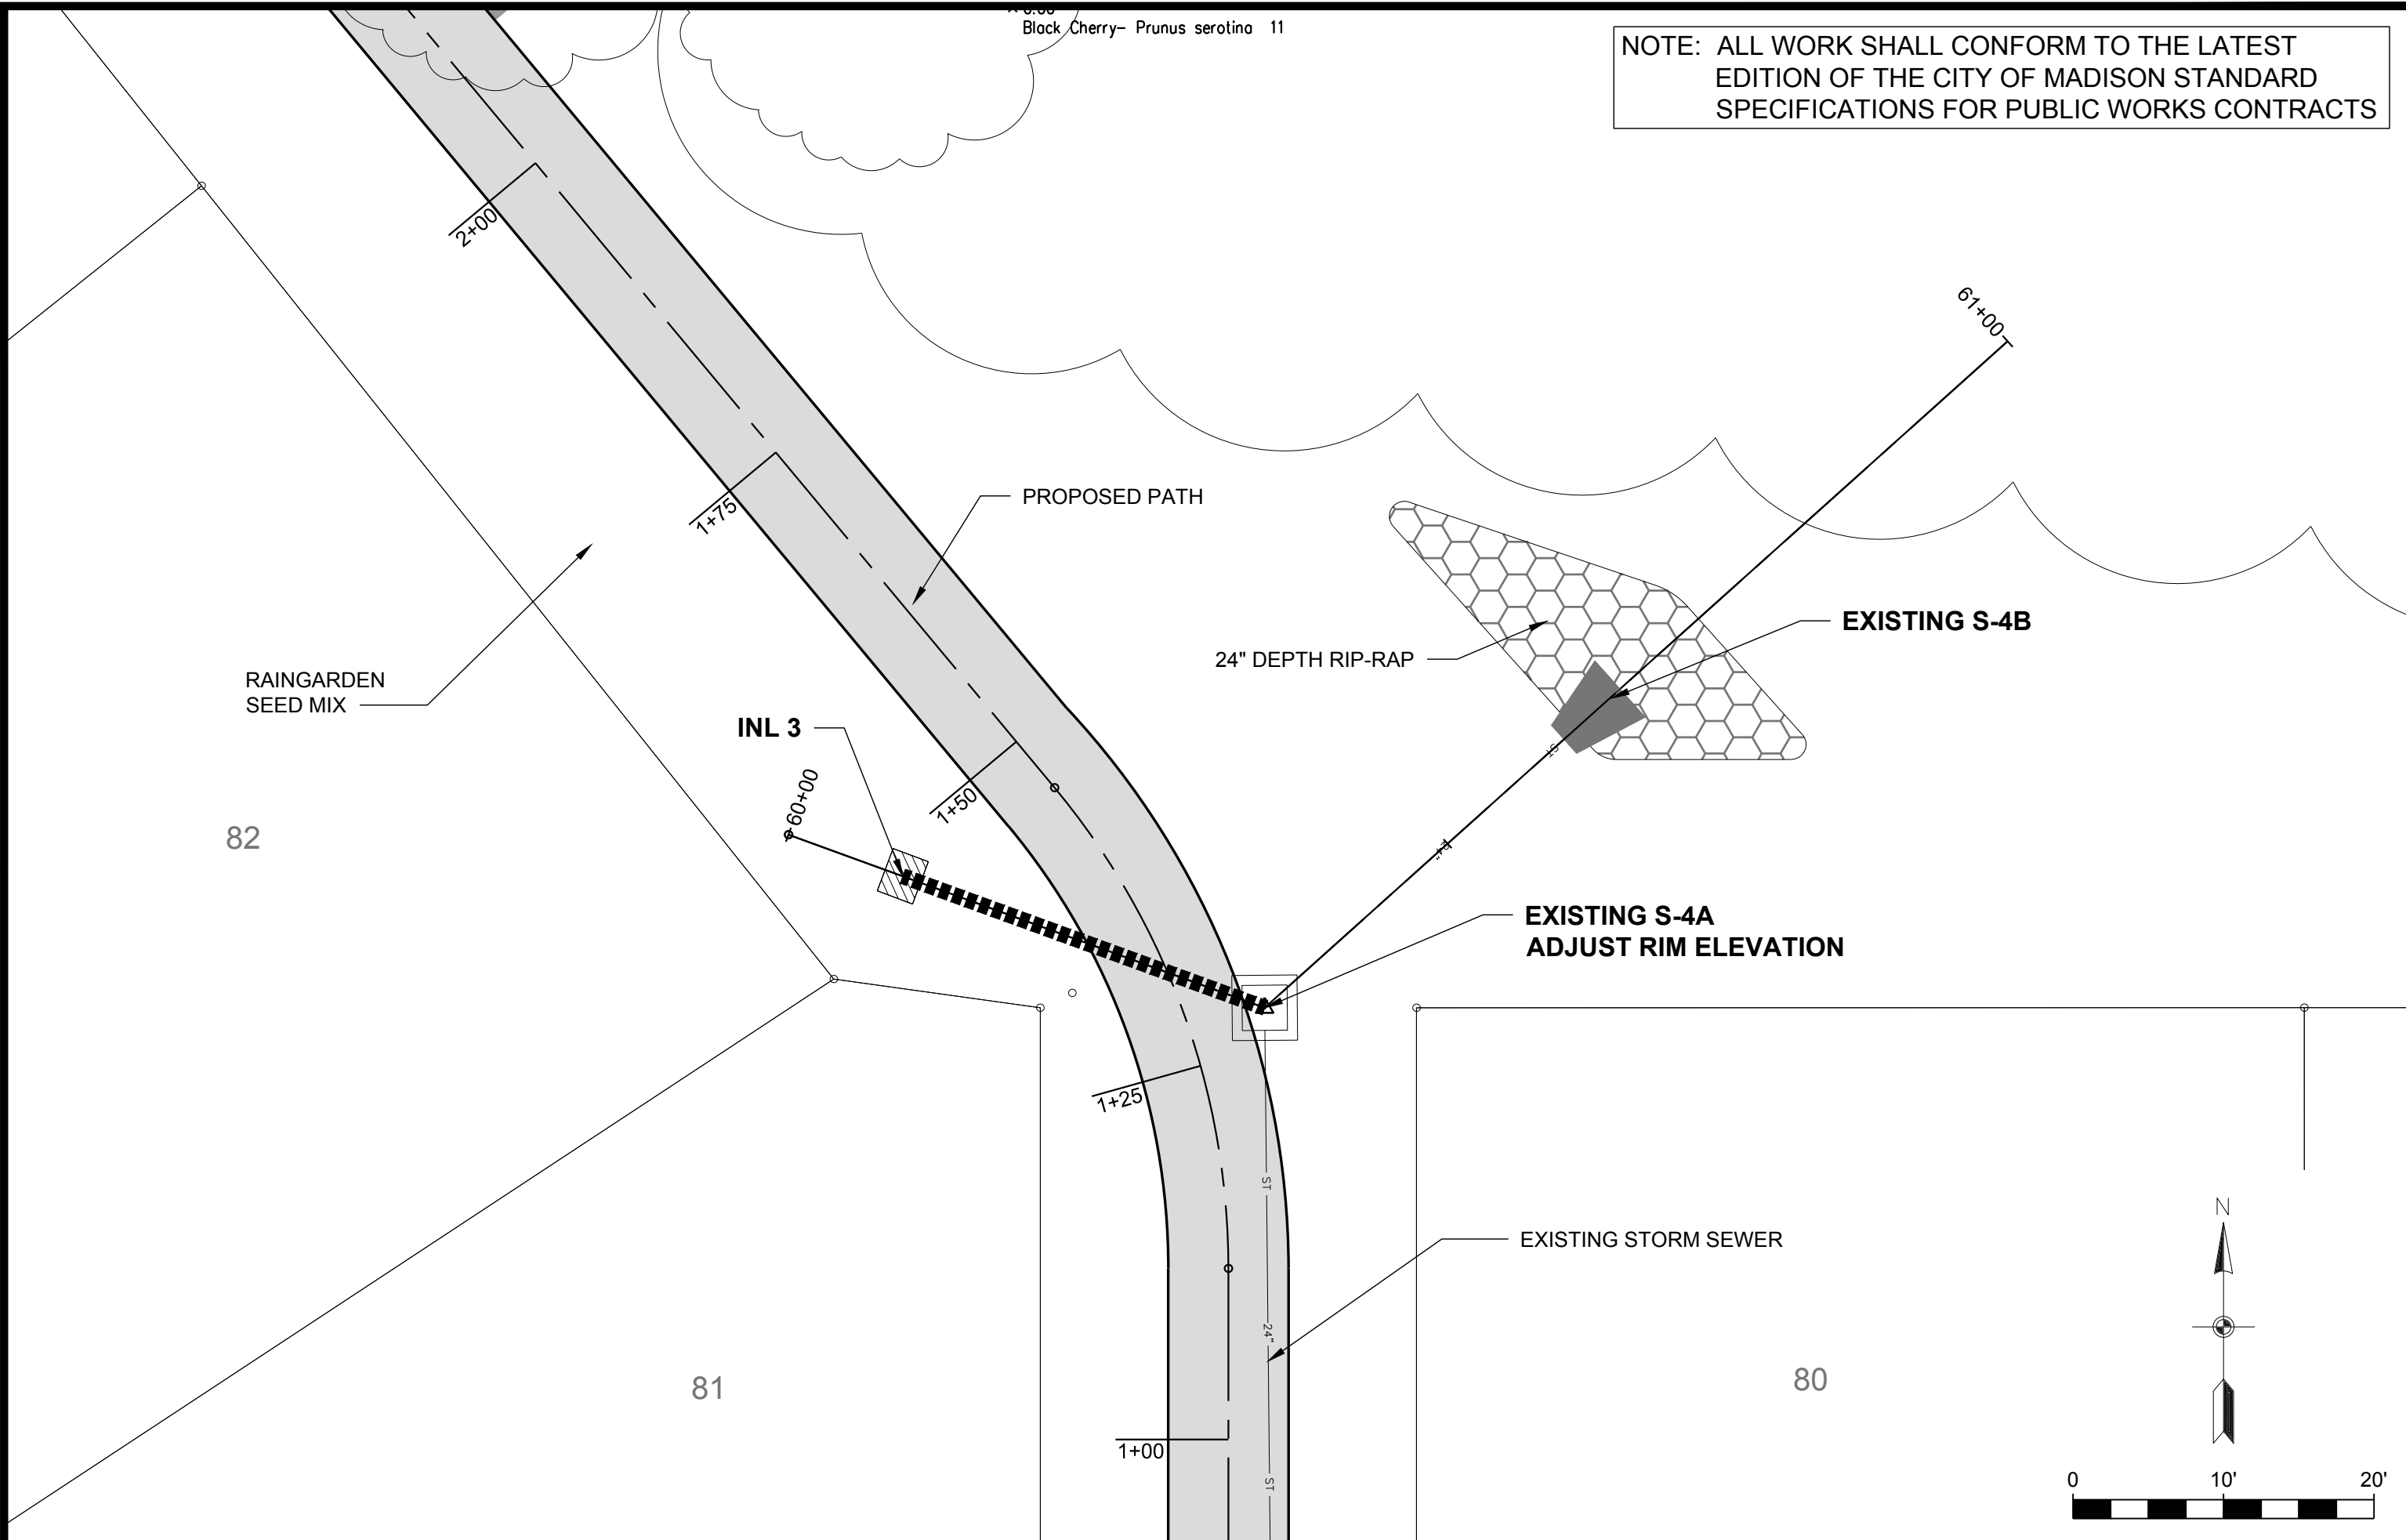 Black Cherry- Prunus serotina 11
NOTE: ALL WORK SHALL CONFORM TO THE LATEST
EDITION OF THE CITY OF MADISON STANDARD
SPECIFICATIONS FOR PUBLIC WORKS CONTRACTS
2+00
61+00
1+75
PROPOSED PATH
EXISTING S-4B
24" DEPTH RIP-RAP
RAINGARDEN
SEED MIX
INL 3
ST
60+00
1+50
82
24"
EXISTING S-4A
ADJUST RIM ELEVATION
1+25
ST
N
EXISTING STORM SEWER
24"
81
80
1+00
ST
0 10' 20'